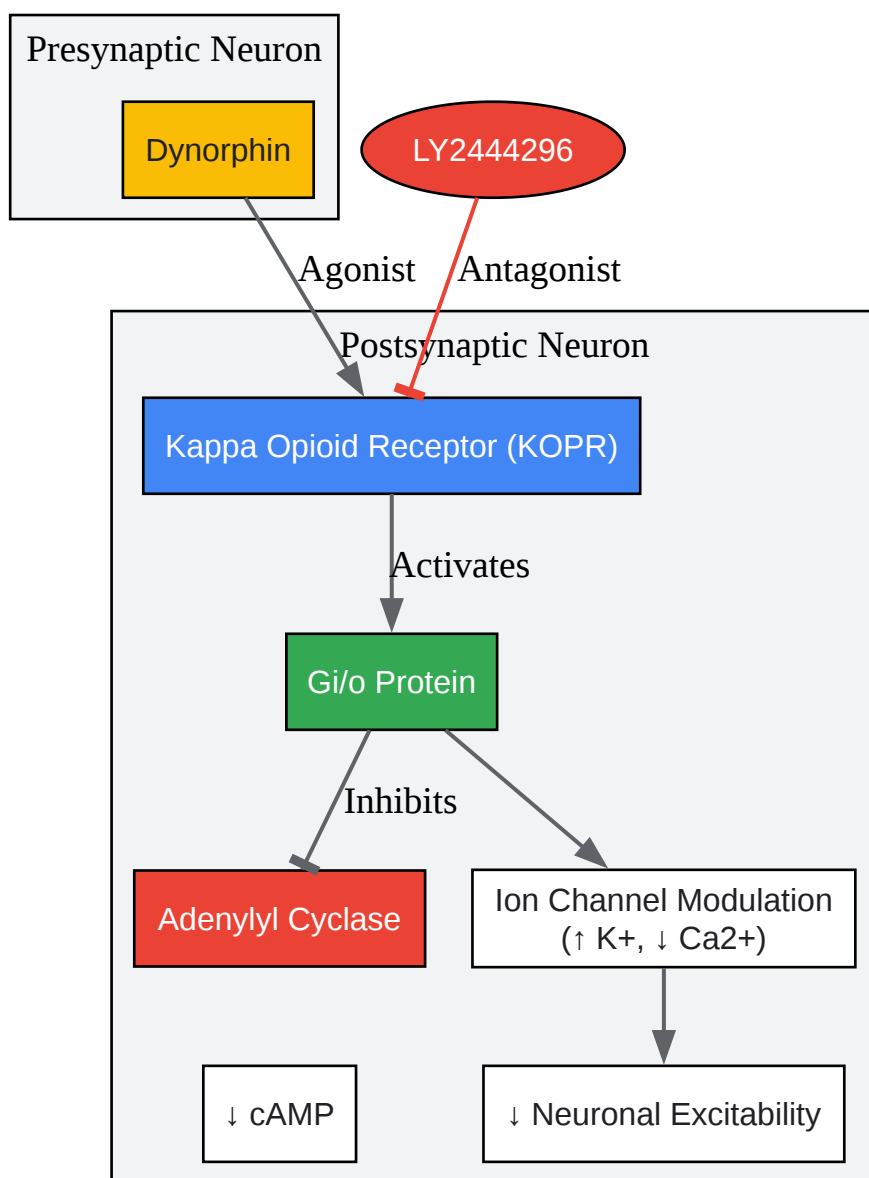 Presynaptic Neuron
Dynorphin
LY2444296
Agonist
Antagonist
Postsynaptic Neuron
Kappa Opioid Receptor (KOPR)
Activates
Gi/o Protein
Inhibits
Adenylyl Cyclase
Ion Channel Modulation
(↑ K+, ↓ Ca2+)
↓ cAMP
↓ Neuronal Excitability